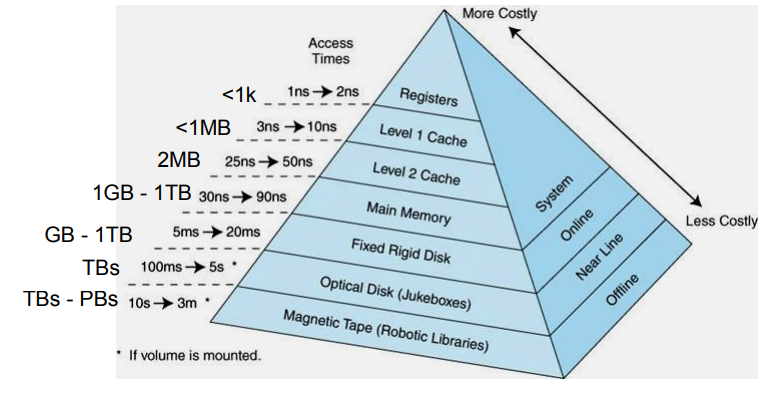 More Costly
Access
Times
<1k 1ns → 2ns Registers
<1MB 3ns → 10ns Level 1 Cache
2MB 25ns → 50ns Level 2 Cache
1GB - 1TB 30ns → 90ns Main Memory
GB - 1TB 5ms → 20ms Fixed Rigid Disk
TBs 100ms → 5s * Optical Disk (Jukeboxes)
TBs - PBs 10s → 3m * Magnetic Tape (Robotic Libraries)
System
Online
Near Line
Offline
Less Costly
* If volume is mounted.